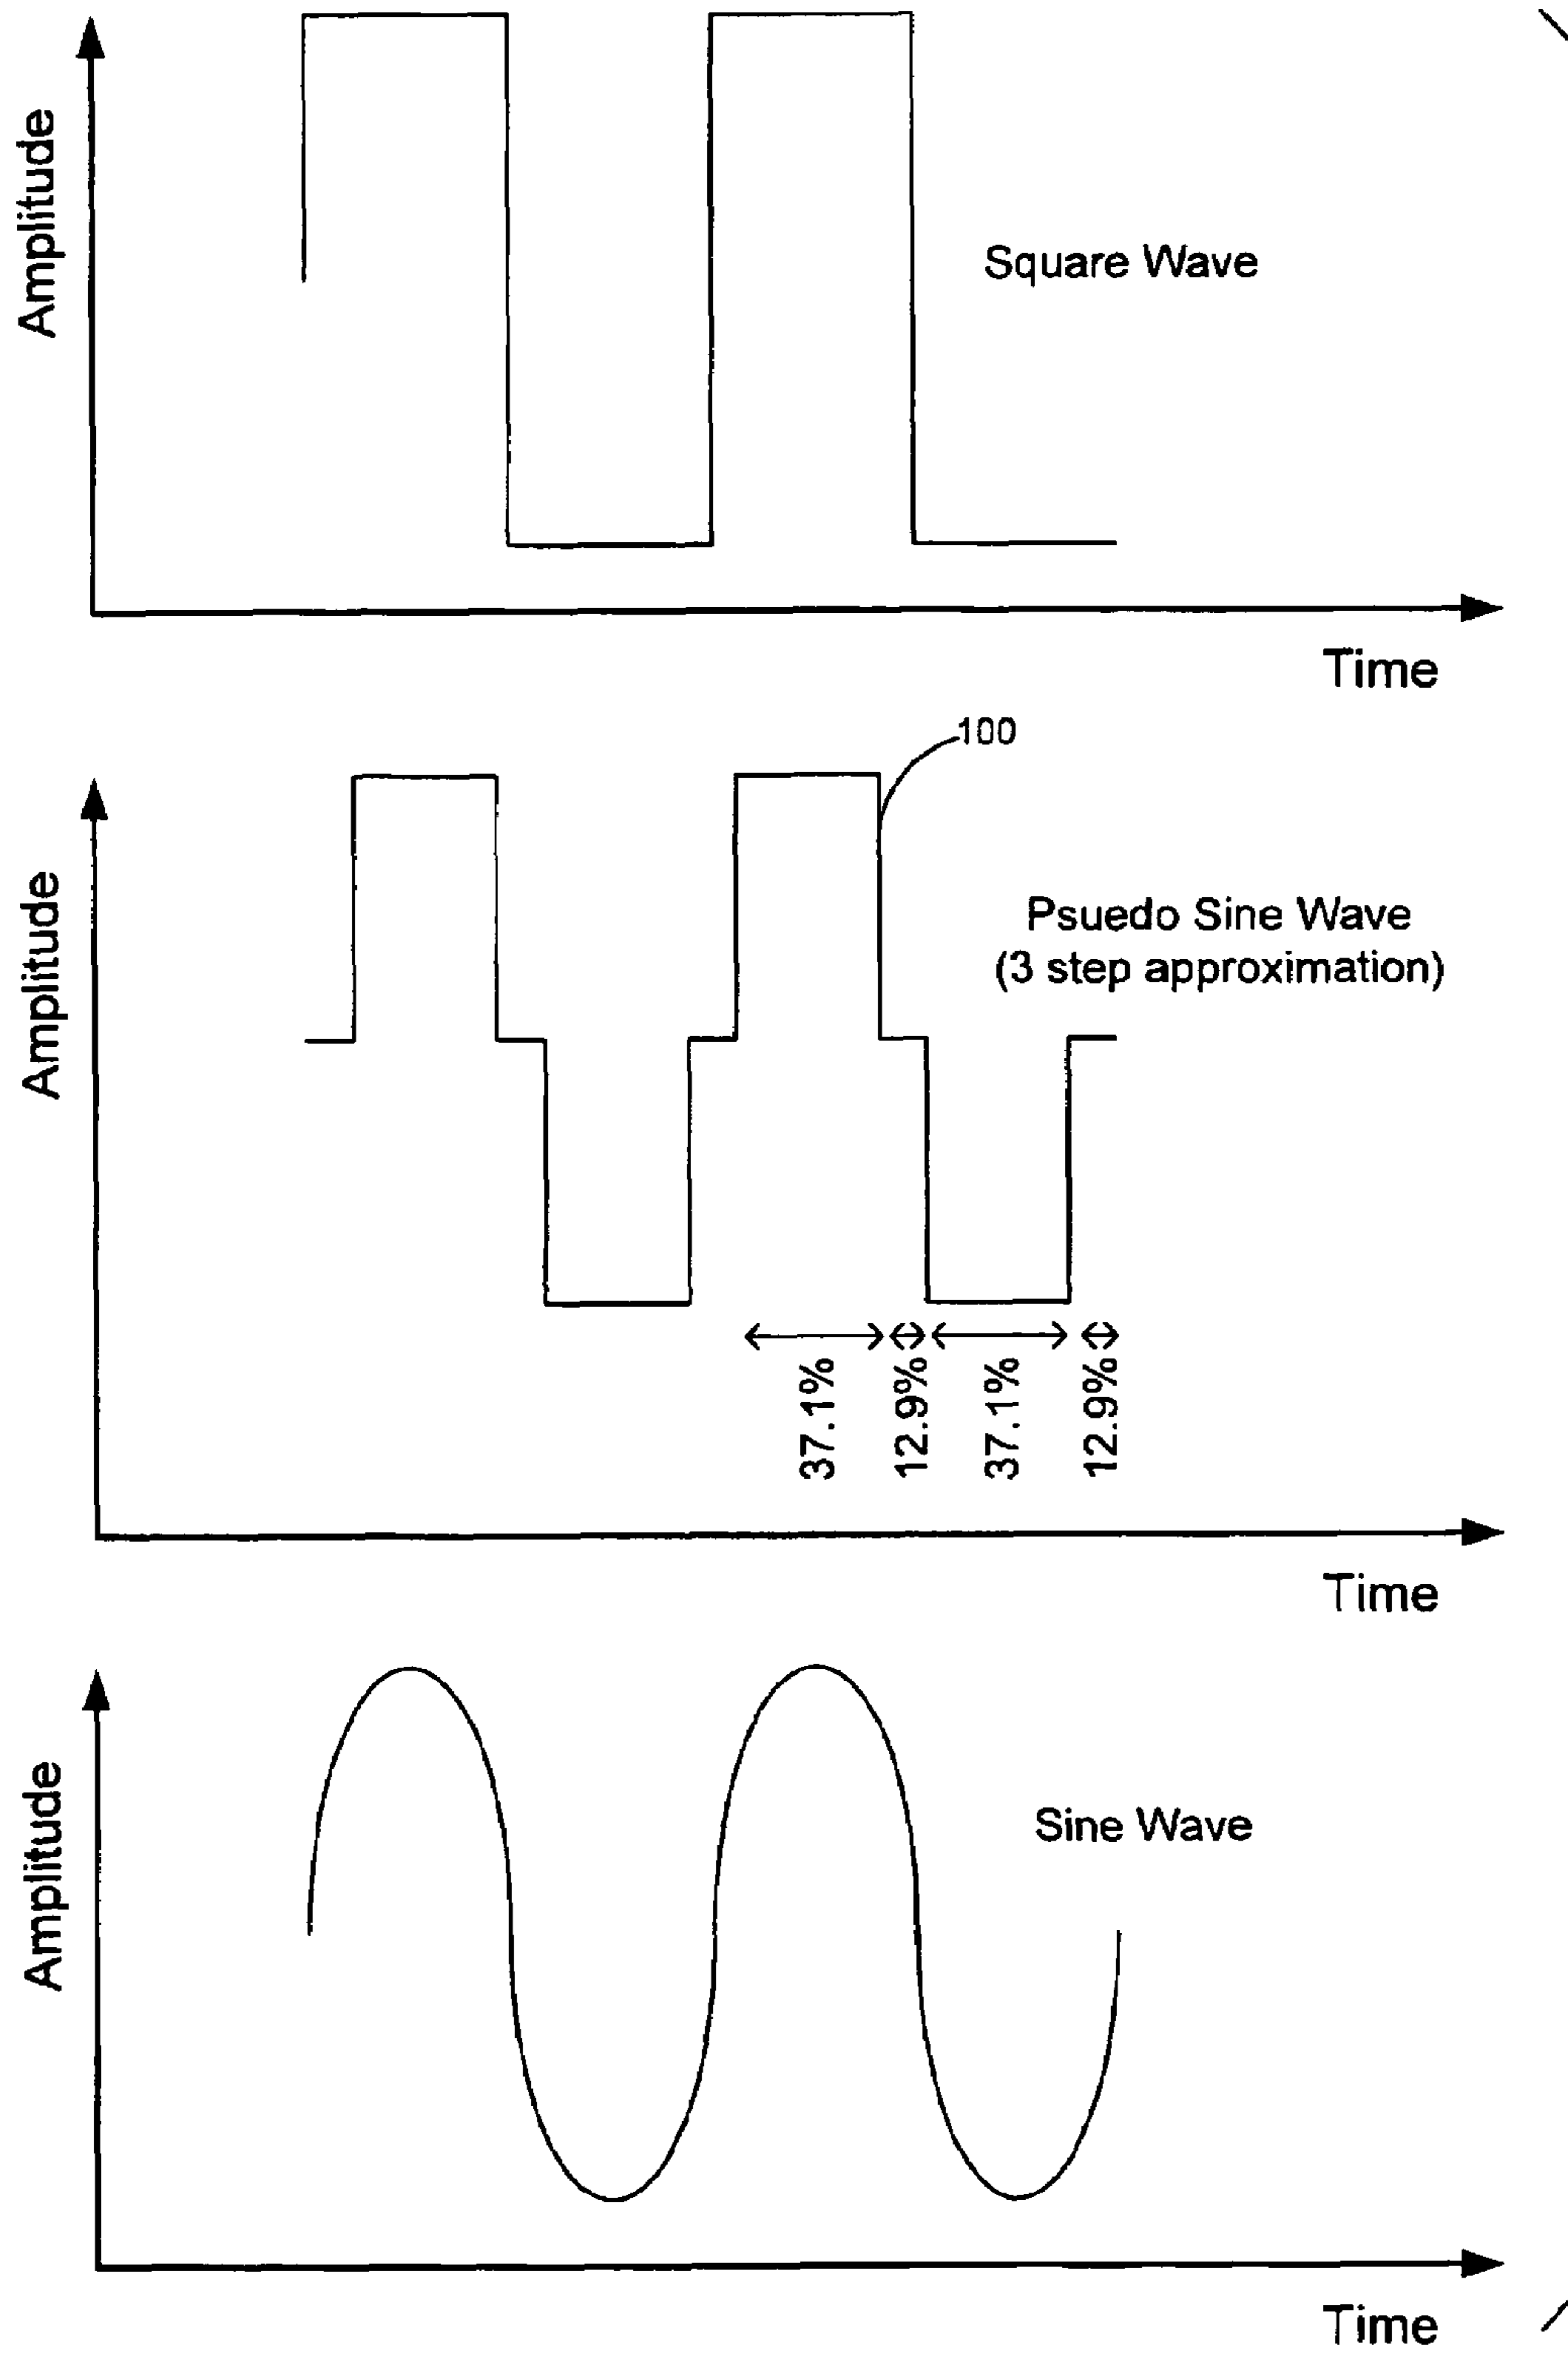 Amplitude
Square Wave
Time
100
Amplitude
Psuedo Sine Wave
(3 step approximation)
37.1%
12.9%
37.1%
12.9%
Time
Amplitude
Sine Wave
Time